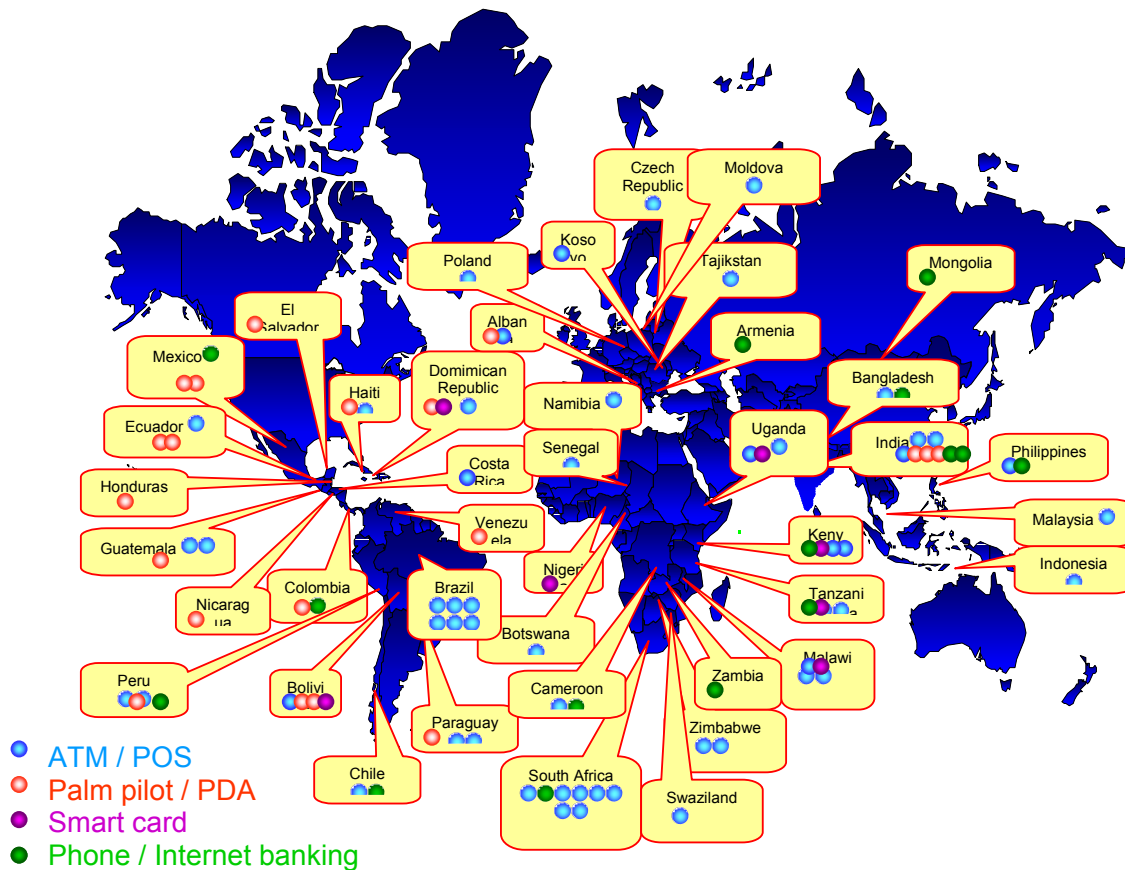 Czech
Republic
Moldova
Koso
vo
Poland
Tajikstan
Mongolia
El
Salvador
Alban
Armenia
Mexico
Haiti
Domimican
Republic
Namibia
Bangladesh
Ecuador
Uganda
India
Senegal
Costa
Rica
Philippines
Honduras
Malaysia
Venezu
ela
Keny
Guatemala
Indonesia
Nigeri
Colombia
Brazil
Tanzani
a
Nicarag
ua
Botswana
Malawi
Peru
Bolivi
Cameroon
Zambia
Paraguay
Zimbabwe
Chile
South Africa
Swaziland
ATM / POS
Palm pilot / PDA
Smart card
Phone / Internet banking